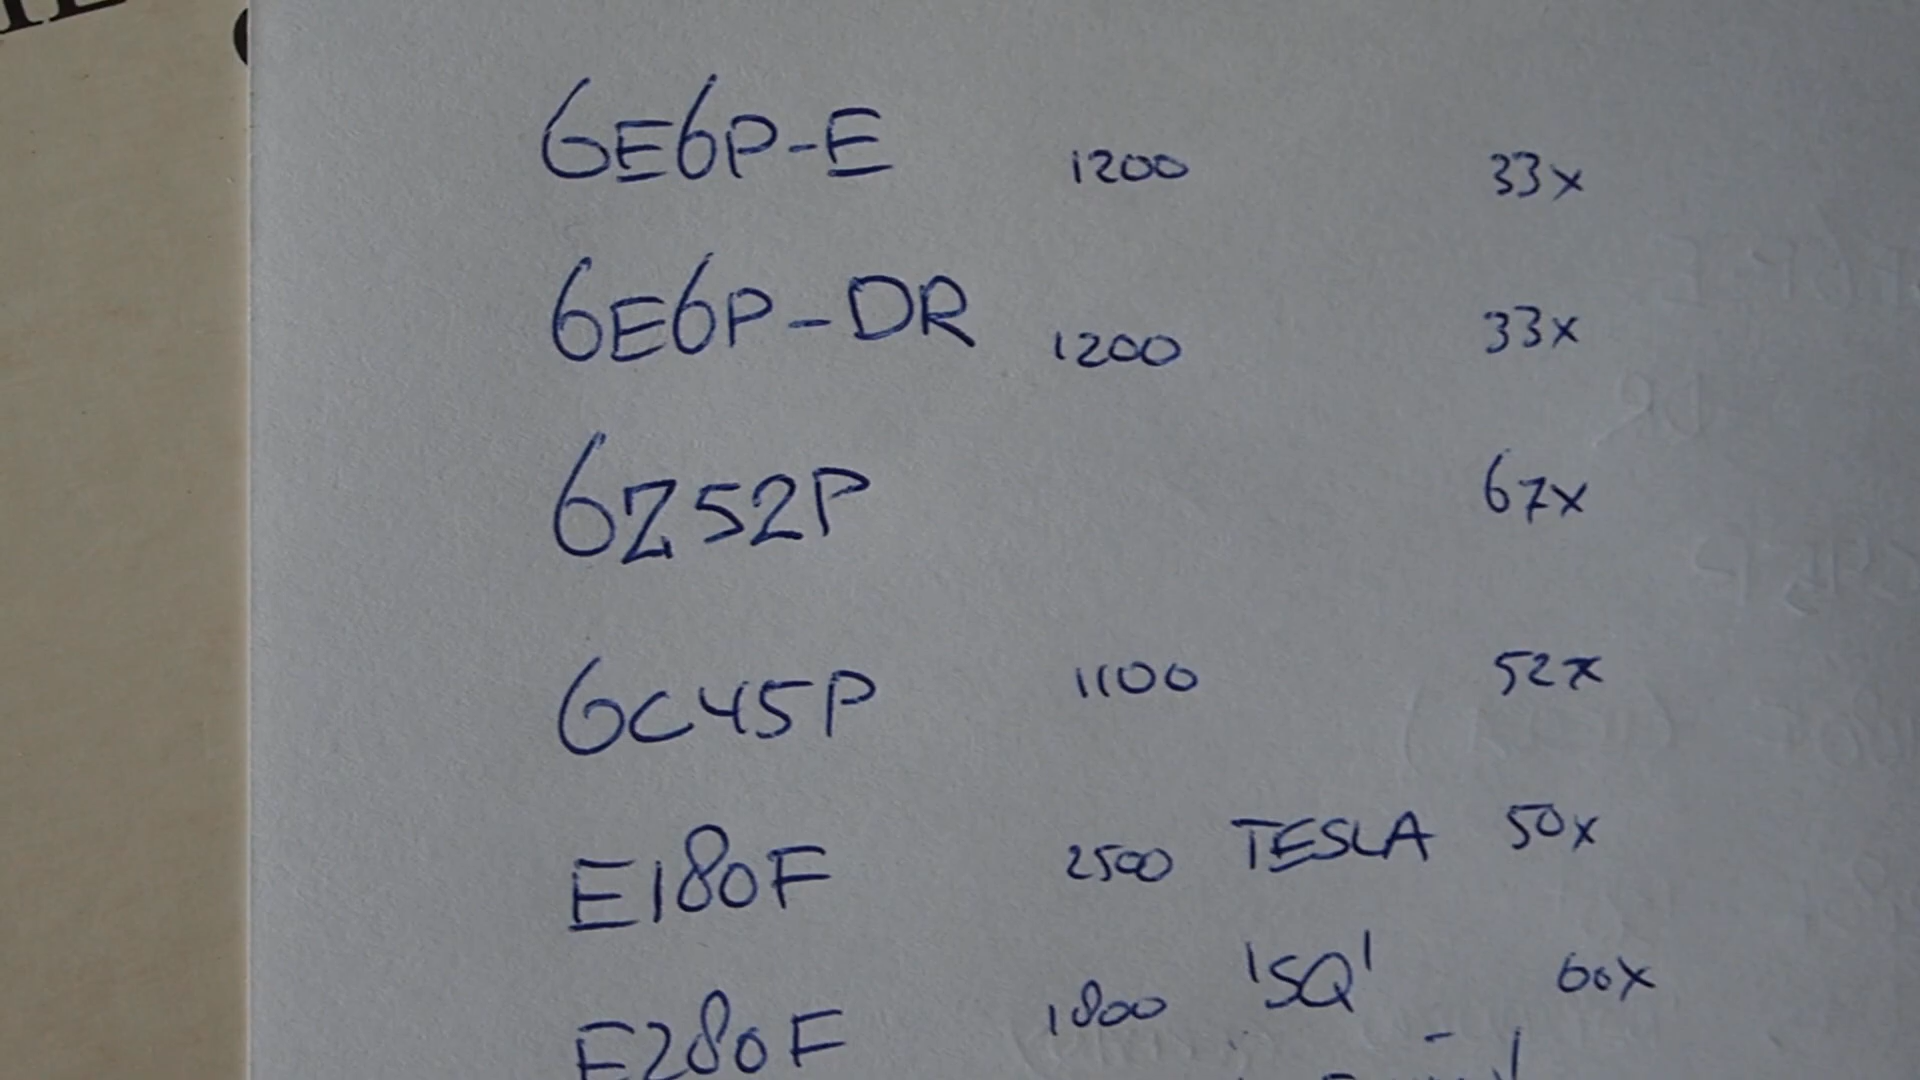 6E6P-E 1200 33x
6E6P-DR 1200 33x
6Z52P 67x
6C45P 1100 52x
E180F 2500 TESLA 50x
E280F 1800 'SQ' 60x